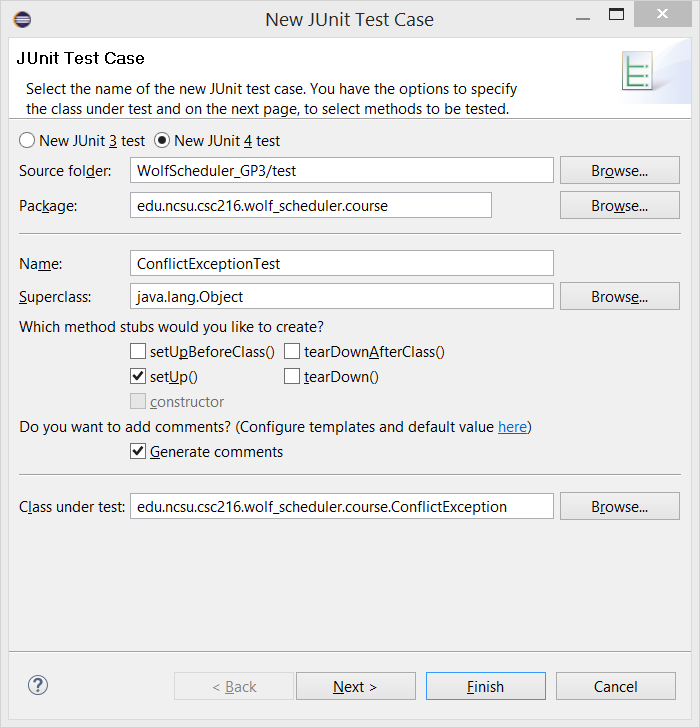 New JUnit Test Case
JUnit Test Case
Select the name of the new JUnit test case. You have the options to specify
the class under test and on the next page, to select methods to be tested.
New JUnit 3 test New JUnit 4 test
Source folder: WolfScheduler_GP3/test Browse...
Package: edu.ncsu.csc216.wolf_scheduler.course Browse...
Name: ConflictExceptionTest
Superclass: java.lang.Object Browse...
Which method stubs would you like to create?
setUpBeforeClass() tearDownAfterClass()
setUp() tearDown()
constructor
Do you want to add comments? (Configure templates and default value here)
Generate comments
Class under test: edu.ncsu.csc216.wolf_scheduler.course.ConflictException Browse...
? < Back Next > Finish Cancel